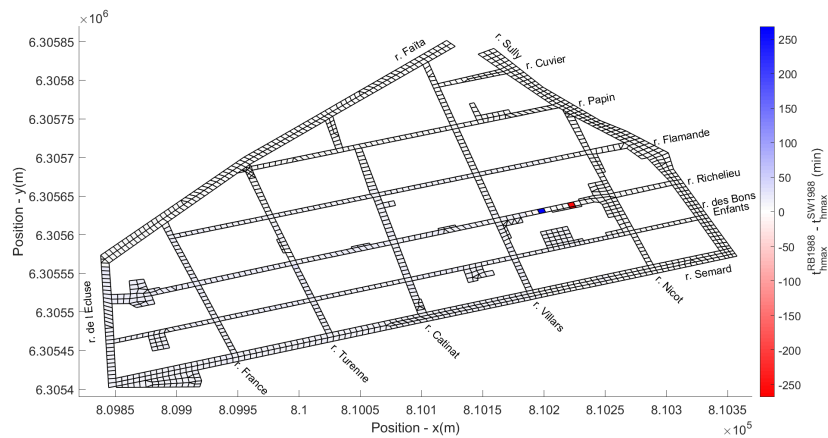 ×10⁶
6.30585
6.3058
6.30575
6.3057
6.30565
6.3056
6.30555
6.3055
6.30545
6.3054
Position - y(m)
r. Faïta
r. Sully
r. Cuvier
r. Papin
r. Flamande
r. Richelieu
r. des Bons
Enfants
r. Semard
r. Nicot
r. Villars
r. Catinat
r. Turenne
r. France
r. de l Ecluse
8.0985 8.099 8.0995 8.1 8.1005 8.101 8.1015 8.102 8.1025 8.103 8.1035
Position - x(m)
×10⁵
250
200
150
100
50
0
-50
-100
-150
-200
-250
t_hmax^RB1988 - t_hmax^SW1988 (min)